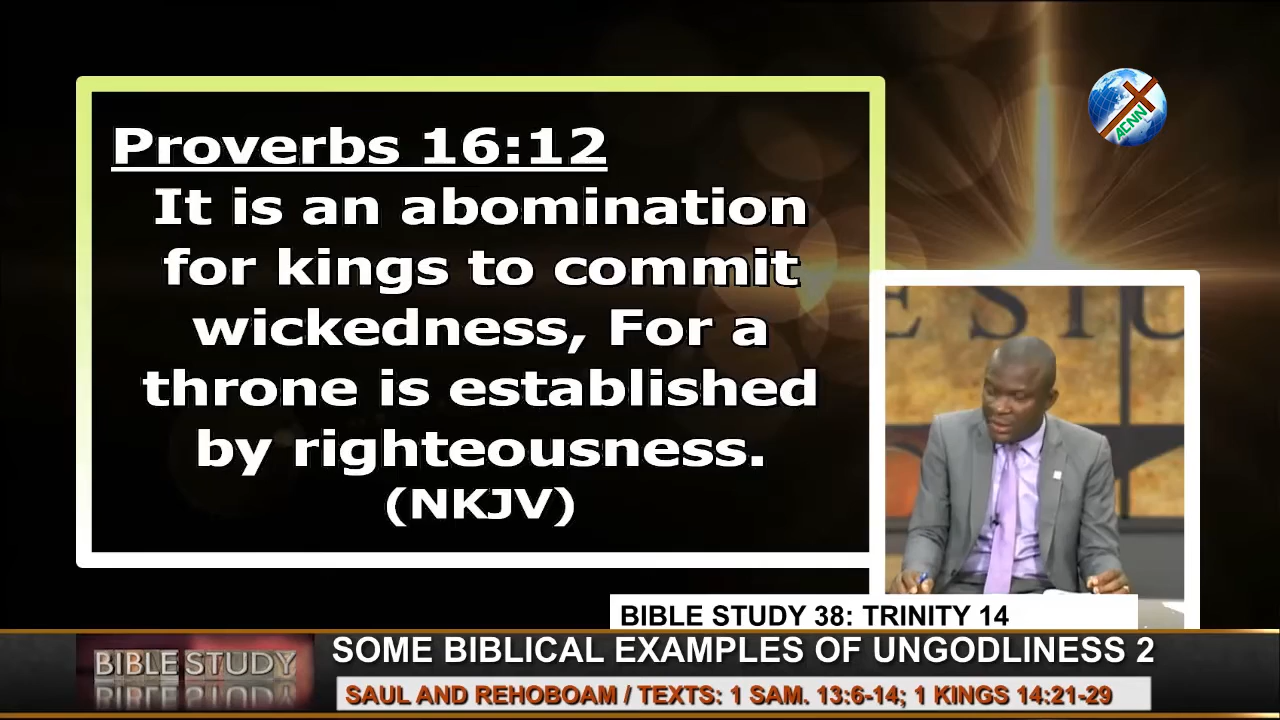 Proverbs 16:12
It is an abomination
for kings to commit
wickedness, For a
throne is established
by righteousness.
(NKJV)
ACNN
E STU
BIBLE STUDY 38: TRINITY 14
BIBLE STUDY
SOME BIBLICAL EXAMPLES OF UNGODLINESS 2
SAUL AND REHOBOAM / TEXTS: 1 SAM. 13:6-14; 1 KINGS 14:21-29